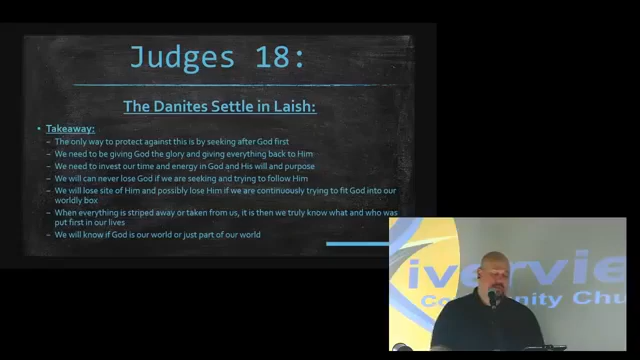 Judges 18:
The Danites Settle in Laish:
Takeaway:
The only way to protect against this is by seeking after God first
We need to be giving God the glory and giving everything back to Him
We need to invest our time and energy in God and His will and purpose
We will can never lose God if we are seeking and trying to follow Him
We will lose site of Him and possibly lose Him if we are continuously trying to fit God into our
worldly box
When everything is striped away or taken from us, it is then we truly know what and who was
put first in our lives
We will know if God is our world or just part of our world
ivervie
Community Chu